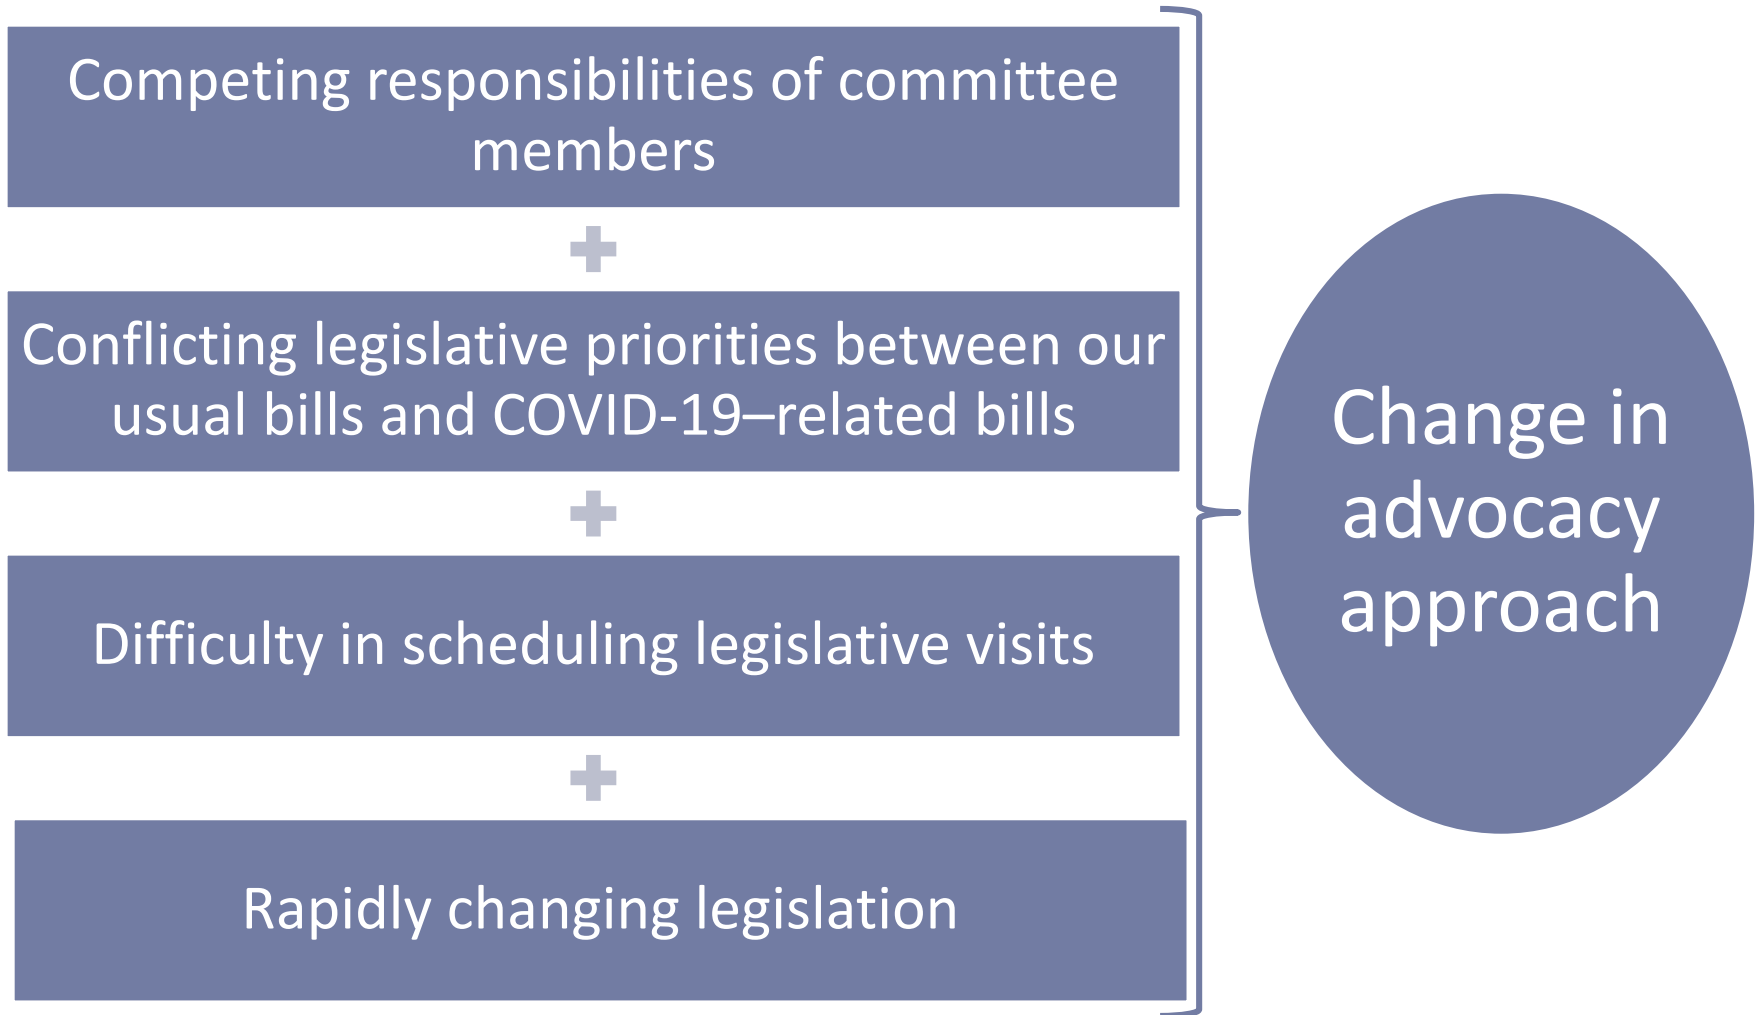 Competing responsibilities of committee
members
Conflicting legislative priorities between our
usual bills and COVID-19–related bills
Difficulty in scheduling legislative visits
Rapidly changing legislation
Change in
advocacy
approach